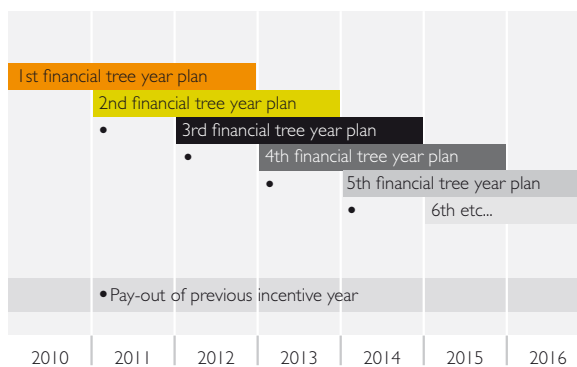 1st financial tree year plan
2nd financial tree year plan
• 3rd financial tree year plan
• 4th financial tree year plan
• 5th financial tree year plan
• 6th etc...
• Pay-out of previous incentive year
2010 2011 2012 2013 2014 2015 2016